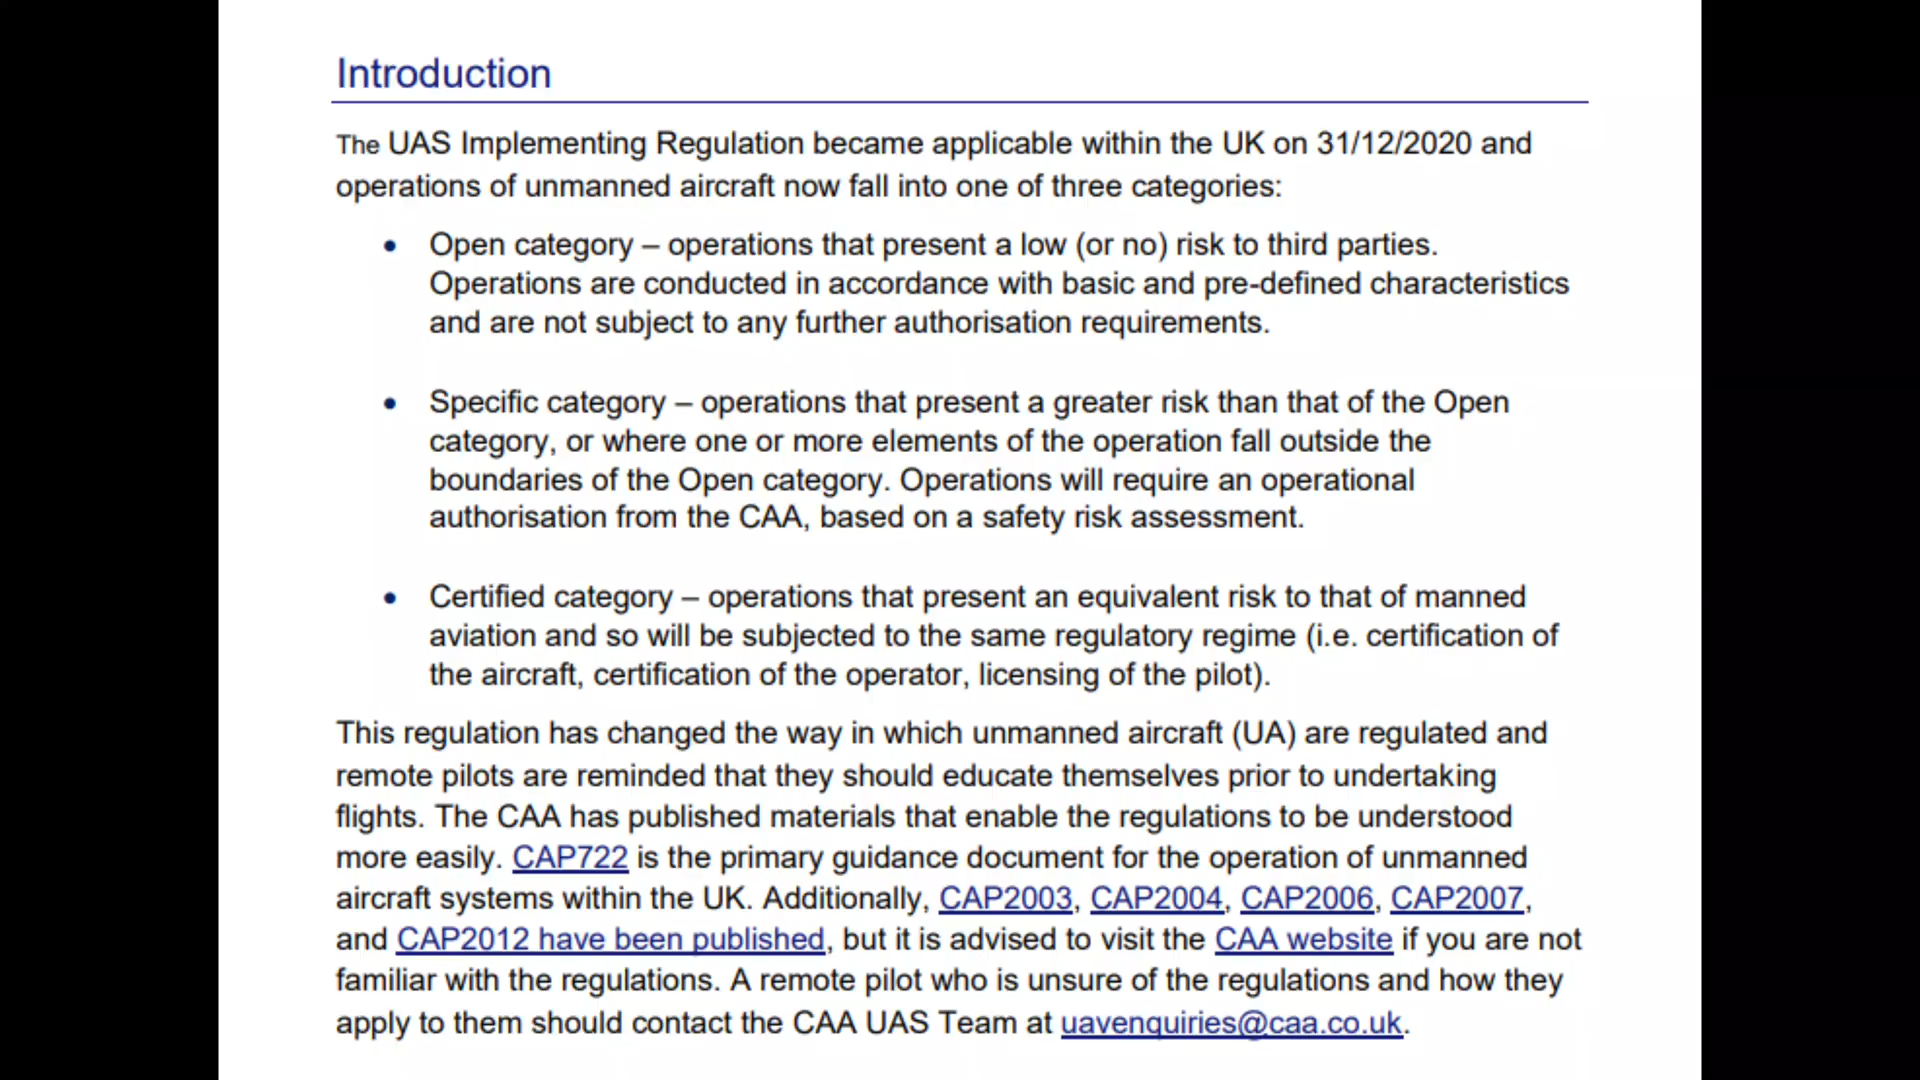 Introduction
The UAS Implementing Regulation became applicable within the UK on 31/12/2020 and
operations of unmanned aircraft now fall into one of three categories:
• Open category – operations that present a low (or no) risk to third parties.
Operations are conducted in accordance with basic and pre-defined characteristics
and are not subject to any further authorisation requirements.
• Specific category – operations that present a greater risk than that of the Open
category, or where one or more elements of the operation fall outside the
boundaries of the Open category. Operations will require an operational
authorisation from the CAA, based on a safety risk assessment.
• Certified category – operations that present an equivalent risk to that of manned
aviation and so will be subjected to the same regulatory regime (i.e. certification of
the aircraft, certification of the operator, licensing of the pilot).
This regulation has changed the way in which unmanned aircraft (UA) are regulated and
remote pilots are reminded that they should educate themselves prior to undertaking
flights. The CAA has published materials that enable the regulations to be understood
more easily. CAP722 is the primary guidance document for the operation of unmanned
aircraft systems within the UK. Additionally, CAP2003, CAP2004, CAP2006, CAP2007,
and CAP2012 have been published, but it is advised to visit the CAA website if you are not
familiar with the regulations. A remote pilot who is unsure of the regulations and how they
apply to them should contact the CAA UAS Team at uavenquiries@caa.co.uk.